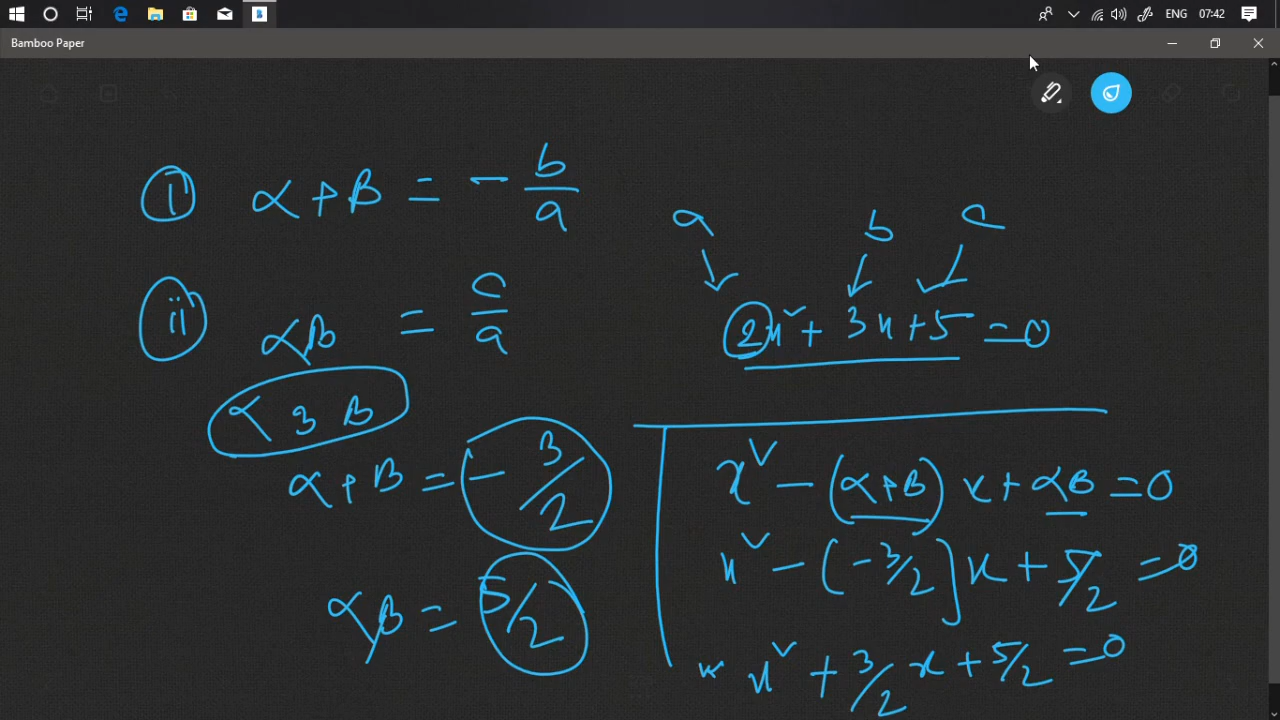 ENG 07:42
Bamboo Paper
i α+β = - b/a
a b c
ii αβ = c/a
2x² + 3x + 5 = 0
α β
α+β = - 3/2
x² - (α+β) x + αβ = 0
x² - (-3/2) x + 5/2 = 0
αβ = 5/2
x² + 3/2 x + 5/2 = 0